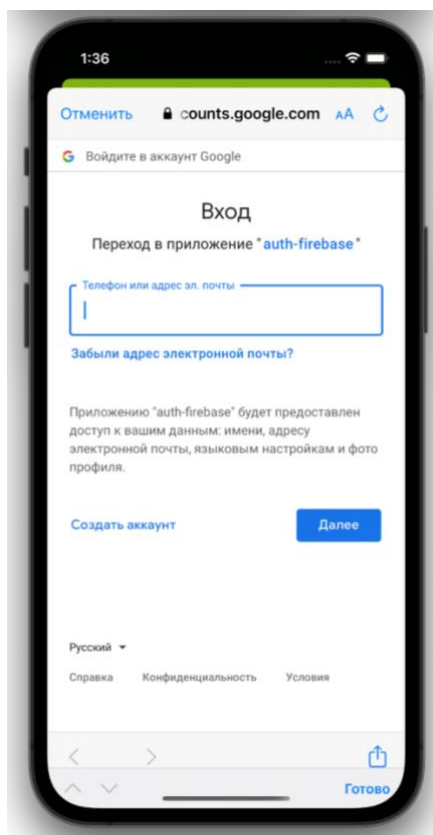 1:36
Отменить counts.google.com AA
G Войдите в аккаунт Google
Вход
Переход в приложение "auth-firebase"
Телефон или адрес эл. почты
Забыли адрес электронной почты?
Приложению "auth-firebase" будет предоставлен
доступ к вашим данным: имени, адресу
электронной почты, языковым настройкам и фото
профиля.
Создать аккаунт Далее
Русский
Справка Конфиденциальность Условия
Готово